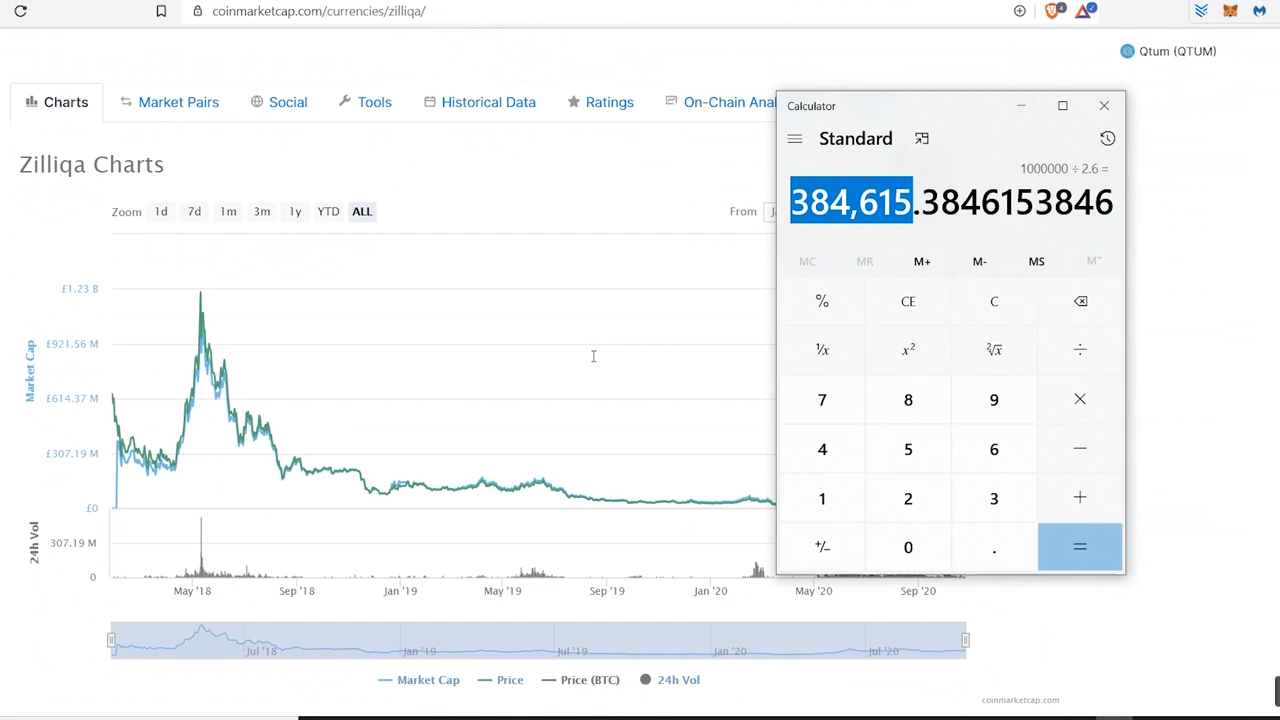 coinmarketcap.com/currencies/zilliqa/
Qtum (QTUM)
Charts Market Pairs Social Tools Historical Data Ratings On-Chain Anal
Zilliqa Charts
Zoom 1d 7d 1m 3m 1y YTD ALL From
£1.23 B
£921.56 M
£614.37 M
£307.19 M
£0
Market Cap
307.19 M
0
24h Vol
May '18 Sep '18 Jan '19 May '19 Sep '19 Jan '20 May '20 Sep '20
Jul '18 Jan '19 Jul '19 Jan '20 Jul '20
Market Cap Price Price (BTC) 24h Vol
coinmarketcap.com
Calculator
Standard
1000000 ÷ 2.6 =
384,615.3846153846
MC MR M+ M- MS M˅
% CE C
¹/x x² ²√x ÷
7 8 9 ×
4 5 6 −
1 2 3 +
+/− 0 . =